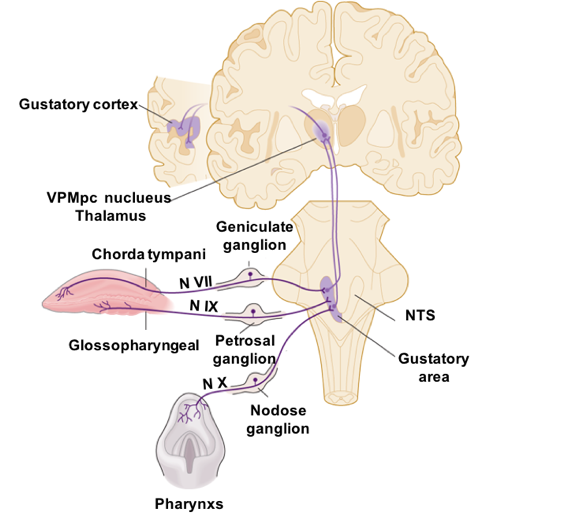 Gustatory cortex
VPMpc nuclueus
Thalamus
Geniculate
ganglion
Chorda tympani
N VII
N IX
NTS
Glossopharyngeal
Petrosal
ganglion
Gustatory
area
N X
Nodose
ganglion
Pharynxs